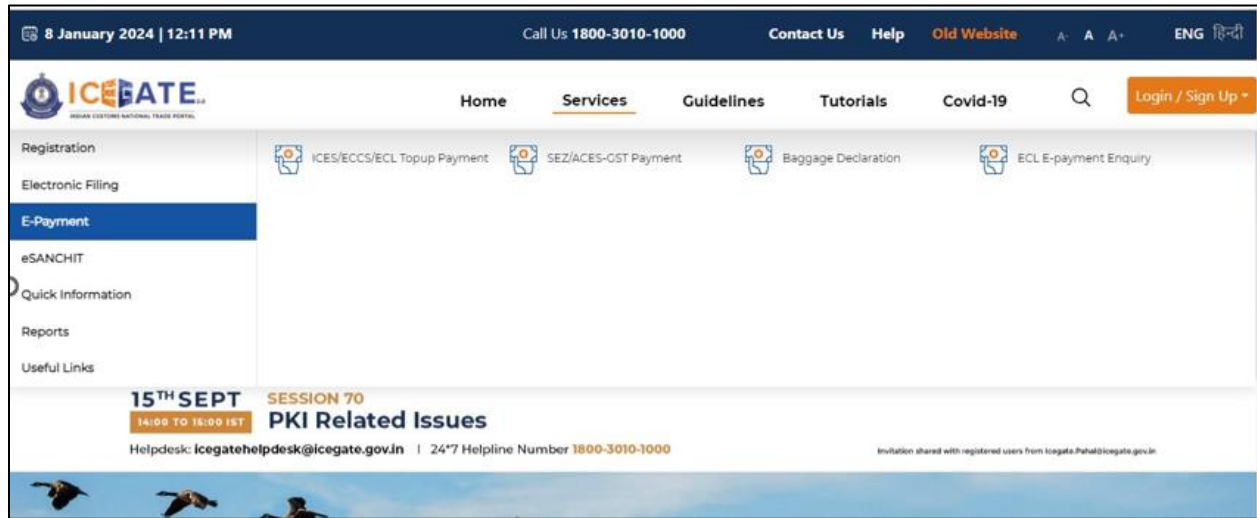 8 January 2024 | 12:11 PM Call Us 1800-3010-1000 Contact Us Help Old Website A- A A+ ENG हिन्दी
ICEGATE
INDIAN CUSTOMS NATIONAL TRADE PORTAL
Home Services Guidelines Tutorials Covid-19 Login / Sign Up
Registration
ICES/ECCS/ECL Topup Payment SEZ/ACES-GST Payment Baggage Declaration ECL E-payment Enquiry
Electronic Filing
E-Payment
eSANCHIT
Quick Information
Reports
Useful Links
15TH SEPT SESSION 70
14:00 TO 15:00 IST PKI Related Issues
Helpdesk: icegatehelpdesk@icegate.gov.in | 24*7 Helpline Number 1800-3010-1000
Invitation shared with registered users from icegate.Pahal@icegate.gov.in